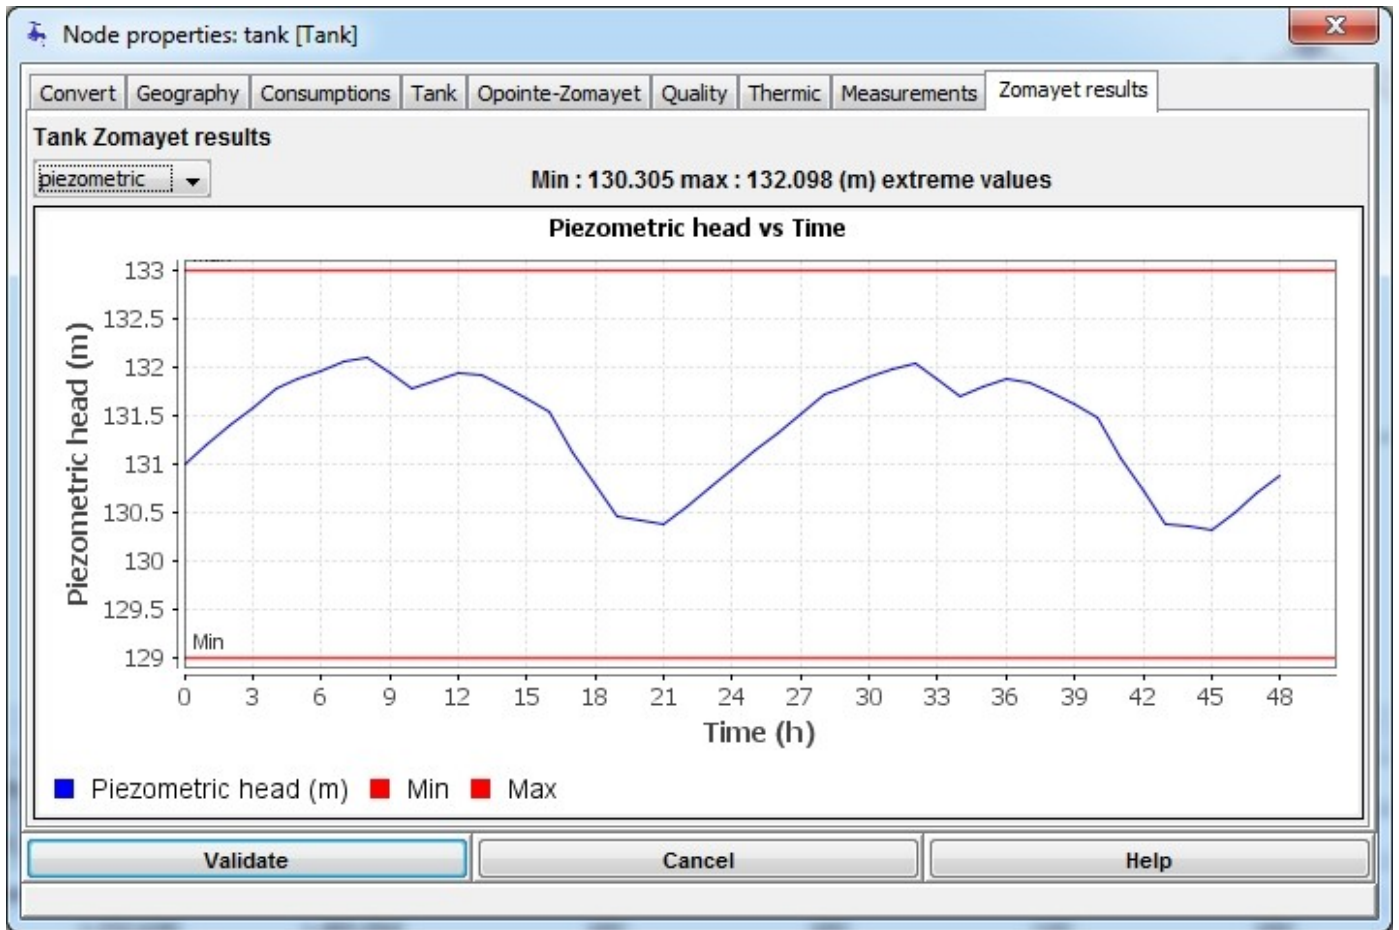 Node properties: tank [Tank]
Convert Geography Consumptions Tank Opointe-Zomayet Quality Thermic Measurements Zomayet results
Tank Zomayet results
piezometric
Min : 130.305 max : 132.098 (m) extreme values
Piezometric head vs Time
133
132.5
132
131.5
131
130.5
130
129.5
129
Piezometric head (m)
Min
0 3 6 9 12 15 18 21 24 27 30 33 36 39 42 45 48
Time (h)
Piezometric head (m) Min Max
Validate Cancel Help